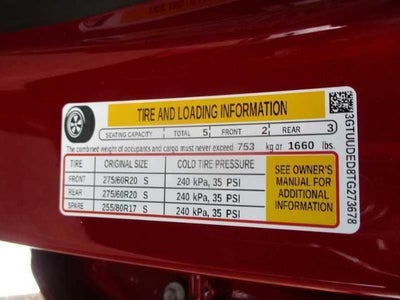 TIRE AND LOADING INFORMATION
SEATING CAPACITY TOTAL 5 FRONT 2 REAR 3
The combined weight of occupants and cargo must never exceed 753 kg or 1660 lbs.
TIRE ORIGINAL SIZE COLD TIRE PRESSURE
FRONT 275/60R20 S 240 kPa, 35 PSI
REAR 275/60R20 S 240 kPa, 35 PSI
SPARE 255/80R17 S 240 kPa, 35 PSI
SEE OWNER'S
MANUAL FOR
ADDITIONAL
INFORMATION
3GTUUDED8TG273678